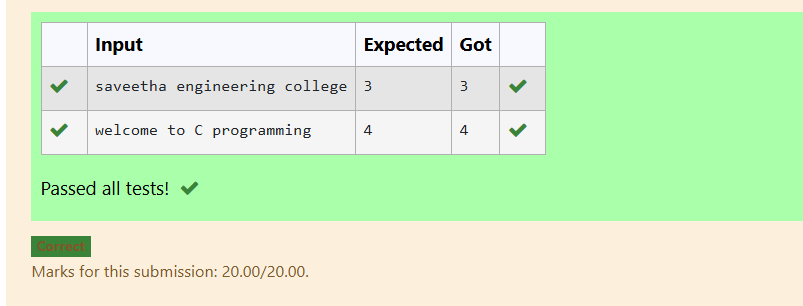 Input Expected Got
saveetha engineering college 3 3
welcome to C programming 4 4
Passed all tests!
Correct
Marks for this submission: 20.00/20.00.